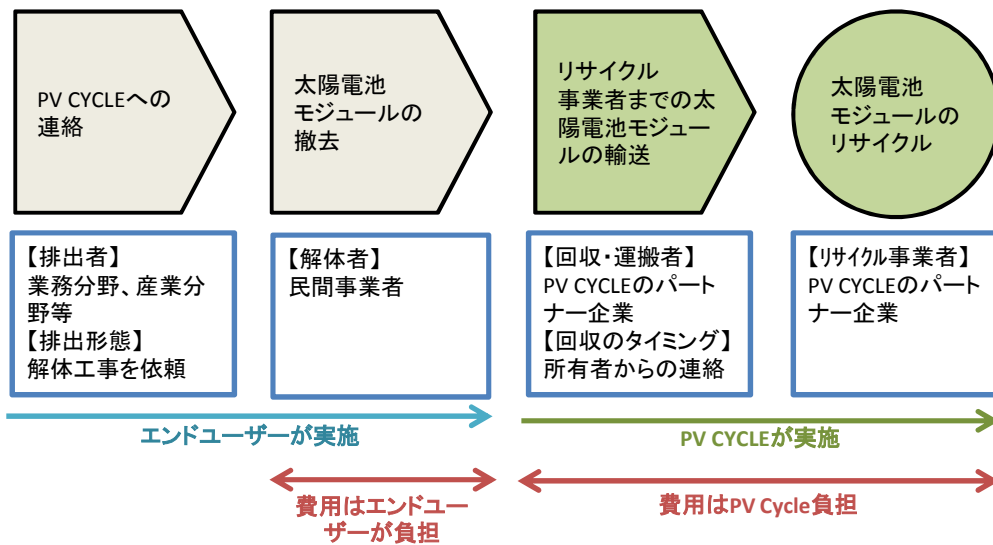 PV CYCLEへの
連絡
太陽電池
モジュールの
撤去
リサイクル
事業者までの太
陽電池モジュー
ルの輸送
太陽電池
モジュールの
リサイクル
【排出者】
業務分野、産業分
野等
【排出形態】
解体工事を依頼
【解体者】
民間事業者
【回収・運搬者】
PV CYCLEのパート
ナー企業
【回収のタイミング】
所有者からの連絡
【リサイクル事業者】
PV CYCLEのパート
ナー企業
エンドユーザーが実施
PV CYCLEが実施
費用はエンドユー
ザーが負担
費用はPV Cycle負担